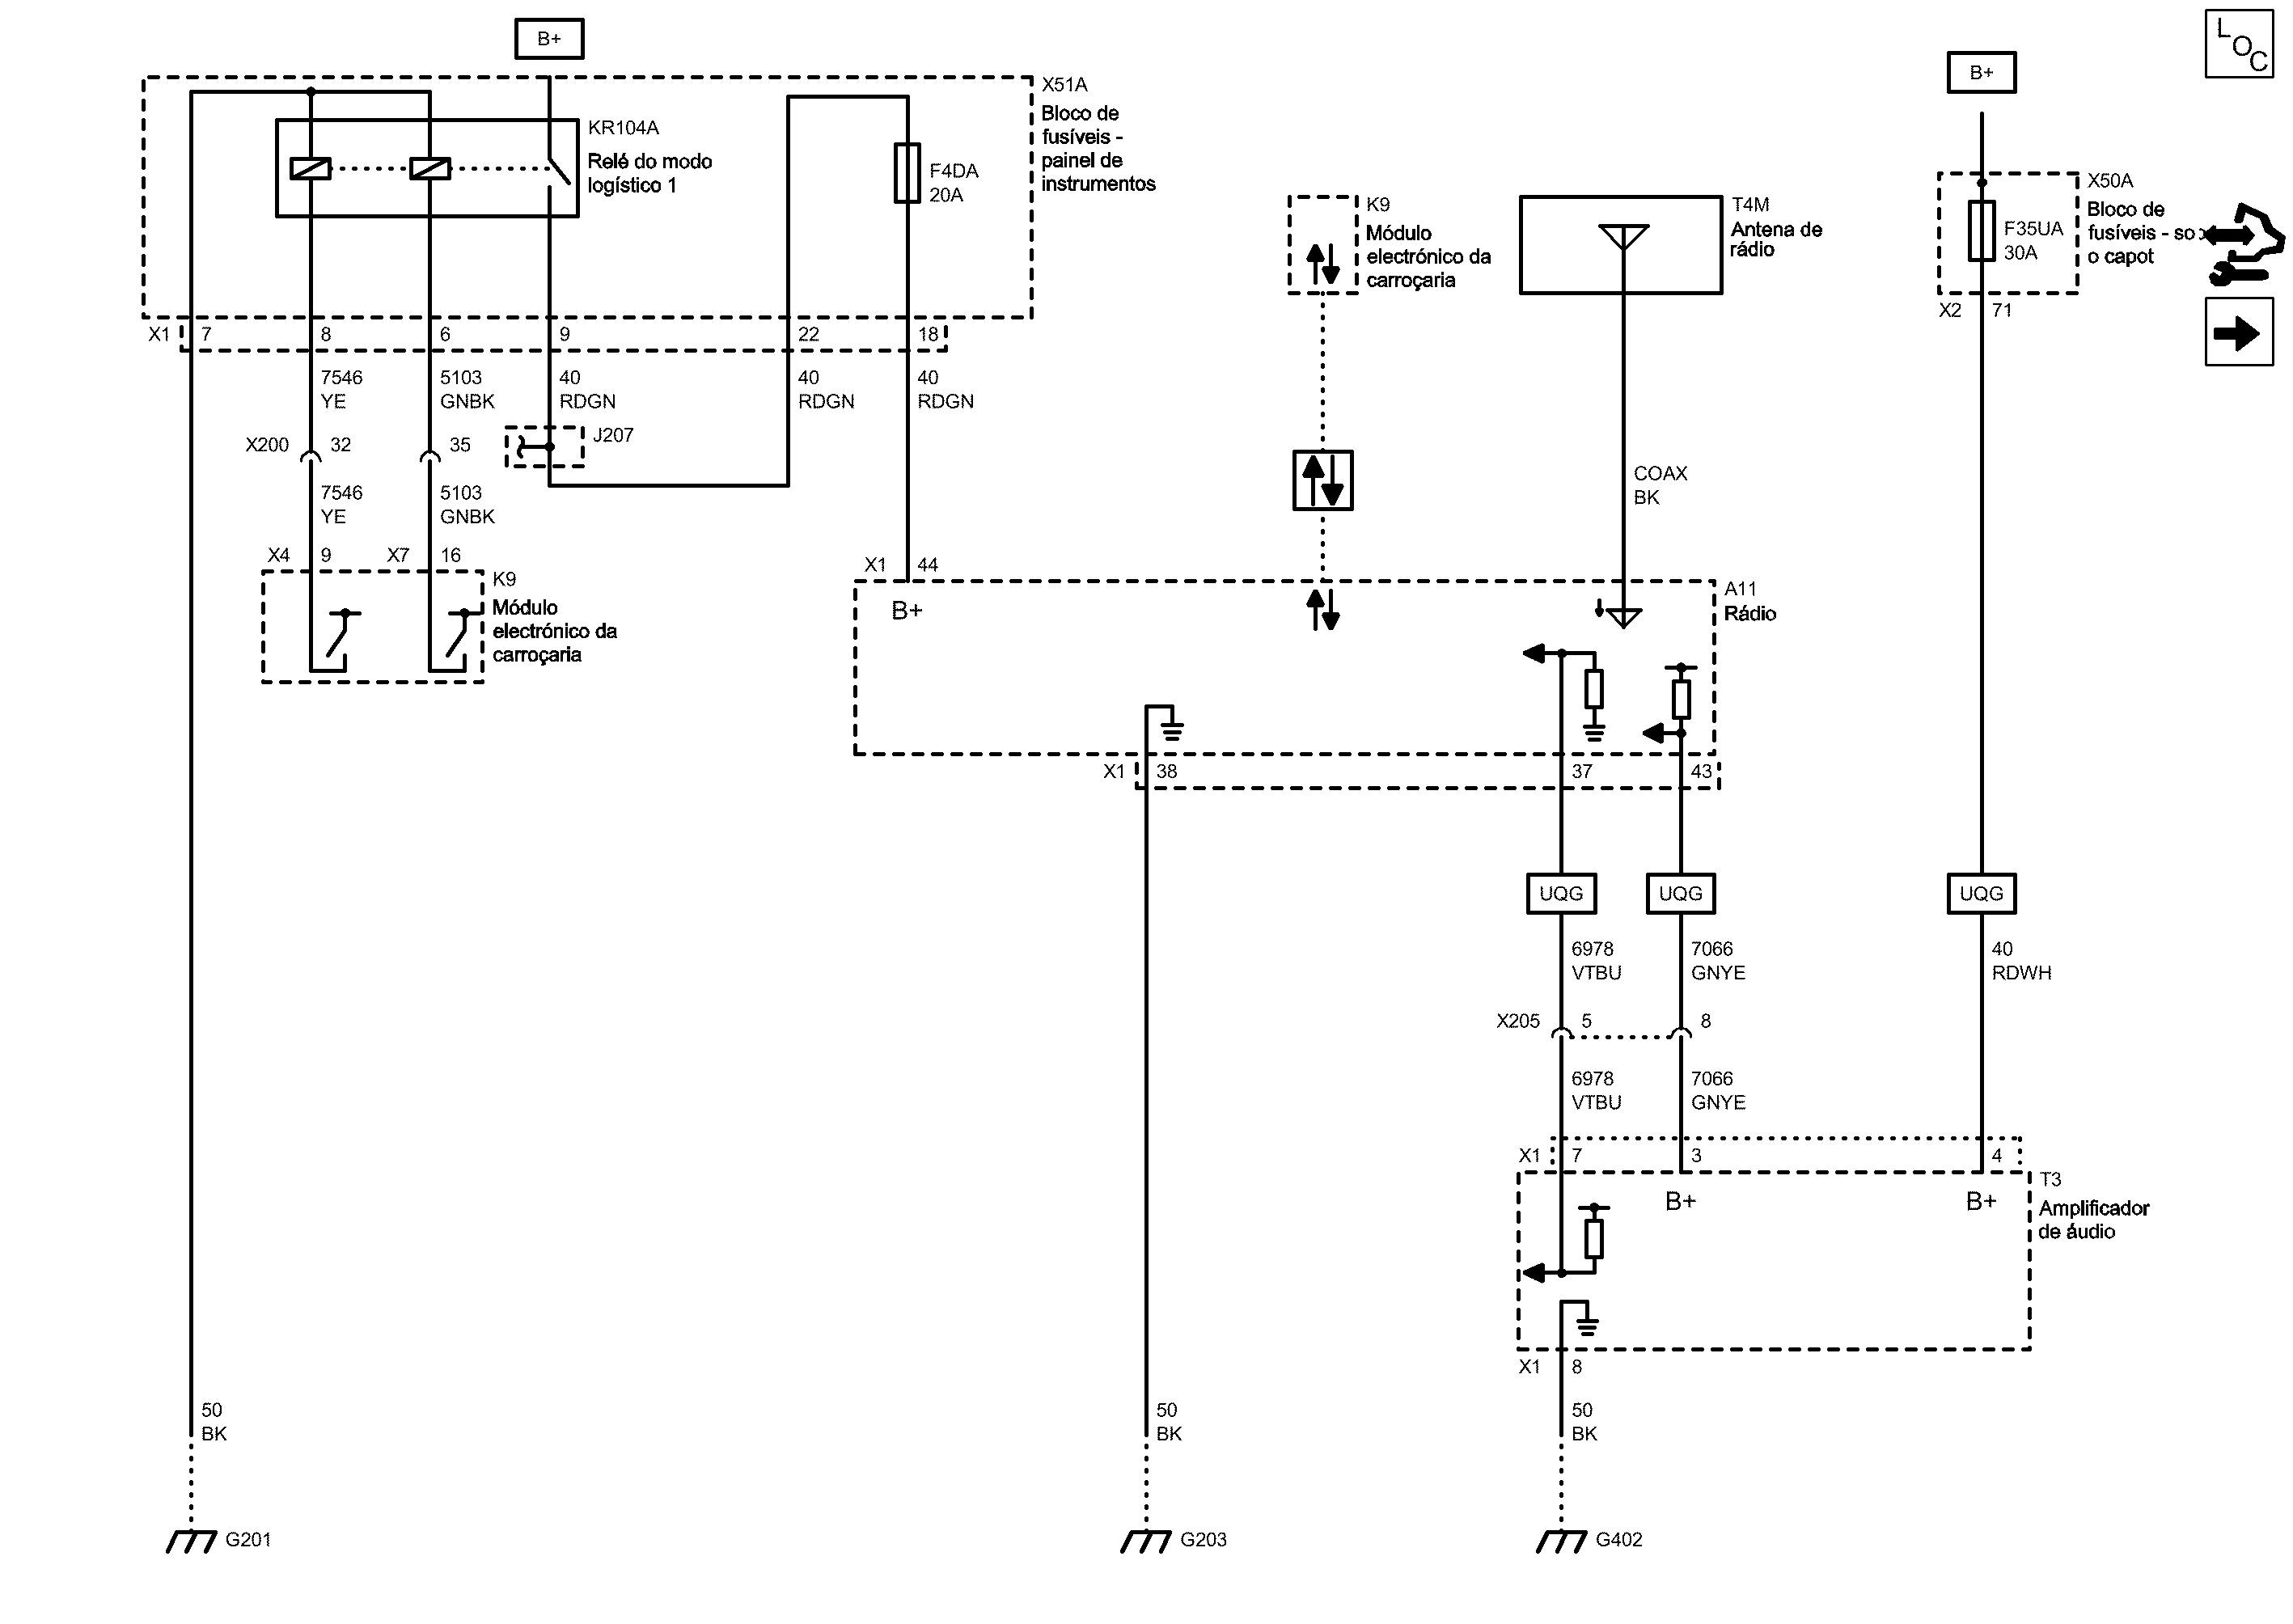 B+
X51A
Bloco de
fusíveis -
painel de
instrumentos
KR104A
Relé do modo
logístico 1
F4DA
20A
X1
7
8
6
9
22
18
7546
YE
5103
GNBK
40
RDGN
40
RDGN
40
RDGN
X200
32
35
J207
7546
YE
5103
GNBK
X4
9
X7
16
K9
Módulo
electrónico da
carroçaria
K9
Módulo
electrónico da
carroçaria
T4M
Antena de
rádio
COAX
BK
B+
X50A
Bloco de
fusíveis - so
o capot
F35UA
30A
X2
71
LOC
X1
44
B+
A11
Rádio
X1
38
37
43
UQG
UQG
UQG
6978
VTBU
7066
GNYE
40
RDWH
X205
5
8
6978
VTBU
7066
GNYE
X1
7
3
4
B+
B+
T3
Amplificador
de áudio
X1
8
50
BK
50
BK
50
BK
G201
G203
G402